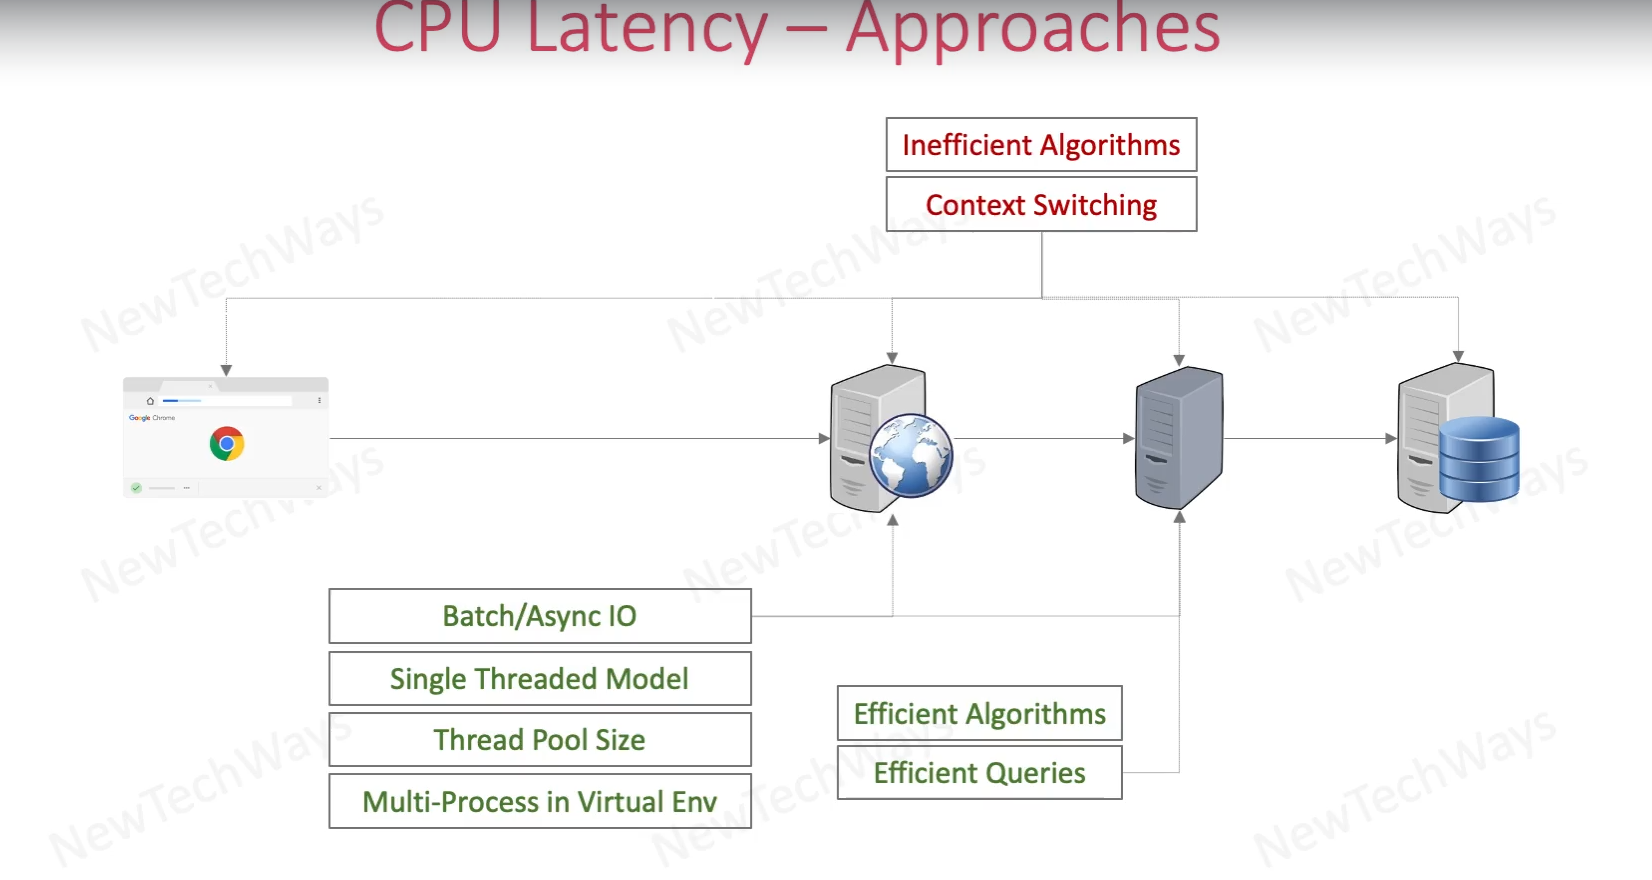 CPU Latency – Approaches
Inefficient Algorithms
Context Switching
NewTechWays
NewTechWays
NewTechWays
Google Chrome
NewTechWays
NewTechWays
NewTechWays
Batch/Async IO
Single Threaded Model
Thread Pool Size
Multi-Process in Virtual Env
Efficient Algorithms
Efficient Queries
NewTechWays
NewTechWays
NewTechWays